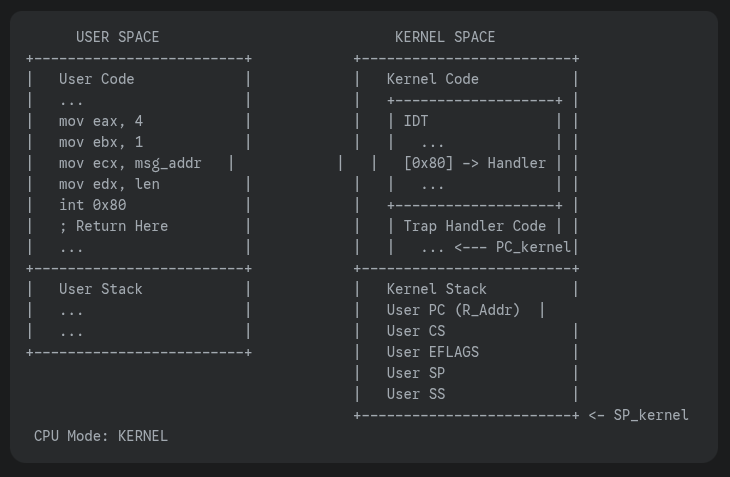 USER SPACE                            KERNEL SPACE
+-------------------------+            +-------------------------+
|   User Code             |            |   Kernel Code           |
|   ...                   |            |   +-------------------+ |
|   mov eax, 4            |            |   | IDT               | |
|   mov ebx, 1            |            |   |   ...             | |
|   mov ecx, msg_addr   |            |   |   [0x80] -> Handler | |
|   mov edx, len          |            |   |   ...             | |
|   int 0x80              |            |   +-------------------+ |
|   ; Return Here         |            |   | Trap Handler Code | |
|   ...                   |            |   |   ... <--- PC_kernel|
+-------------------------+            +-------------------------+
|   User Stack            |            |   Kernel Stack          |
|   ...                   |            |   User PC (R_Addr)  |
|   ...                   |            |   User CS               |
+-------------------------+            |   User EFLAGS           |
                                       |   User SP               |
                                       |   User SS               |
                                       +-------------------------+ <- SP_kernel
 CPU Mode: KERNEL